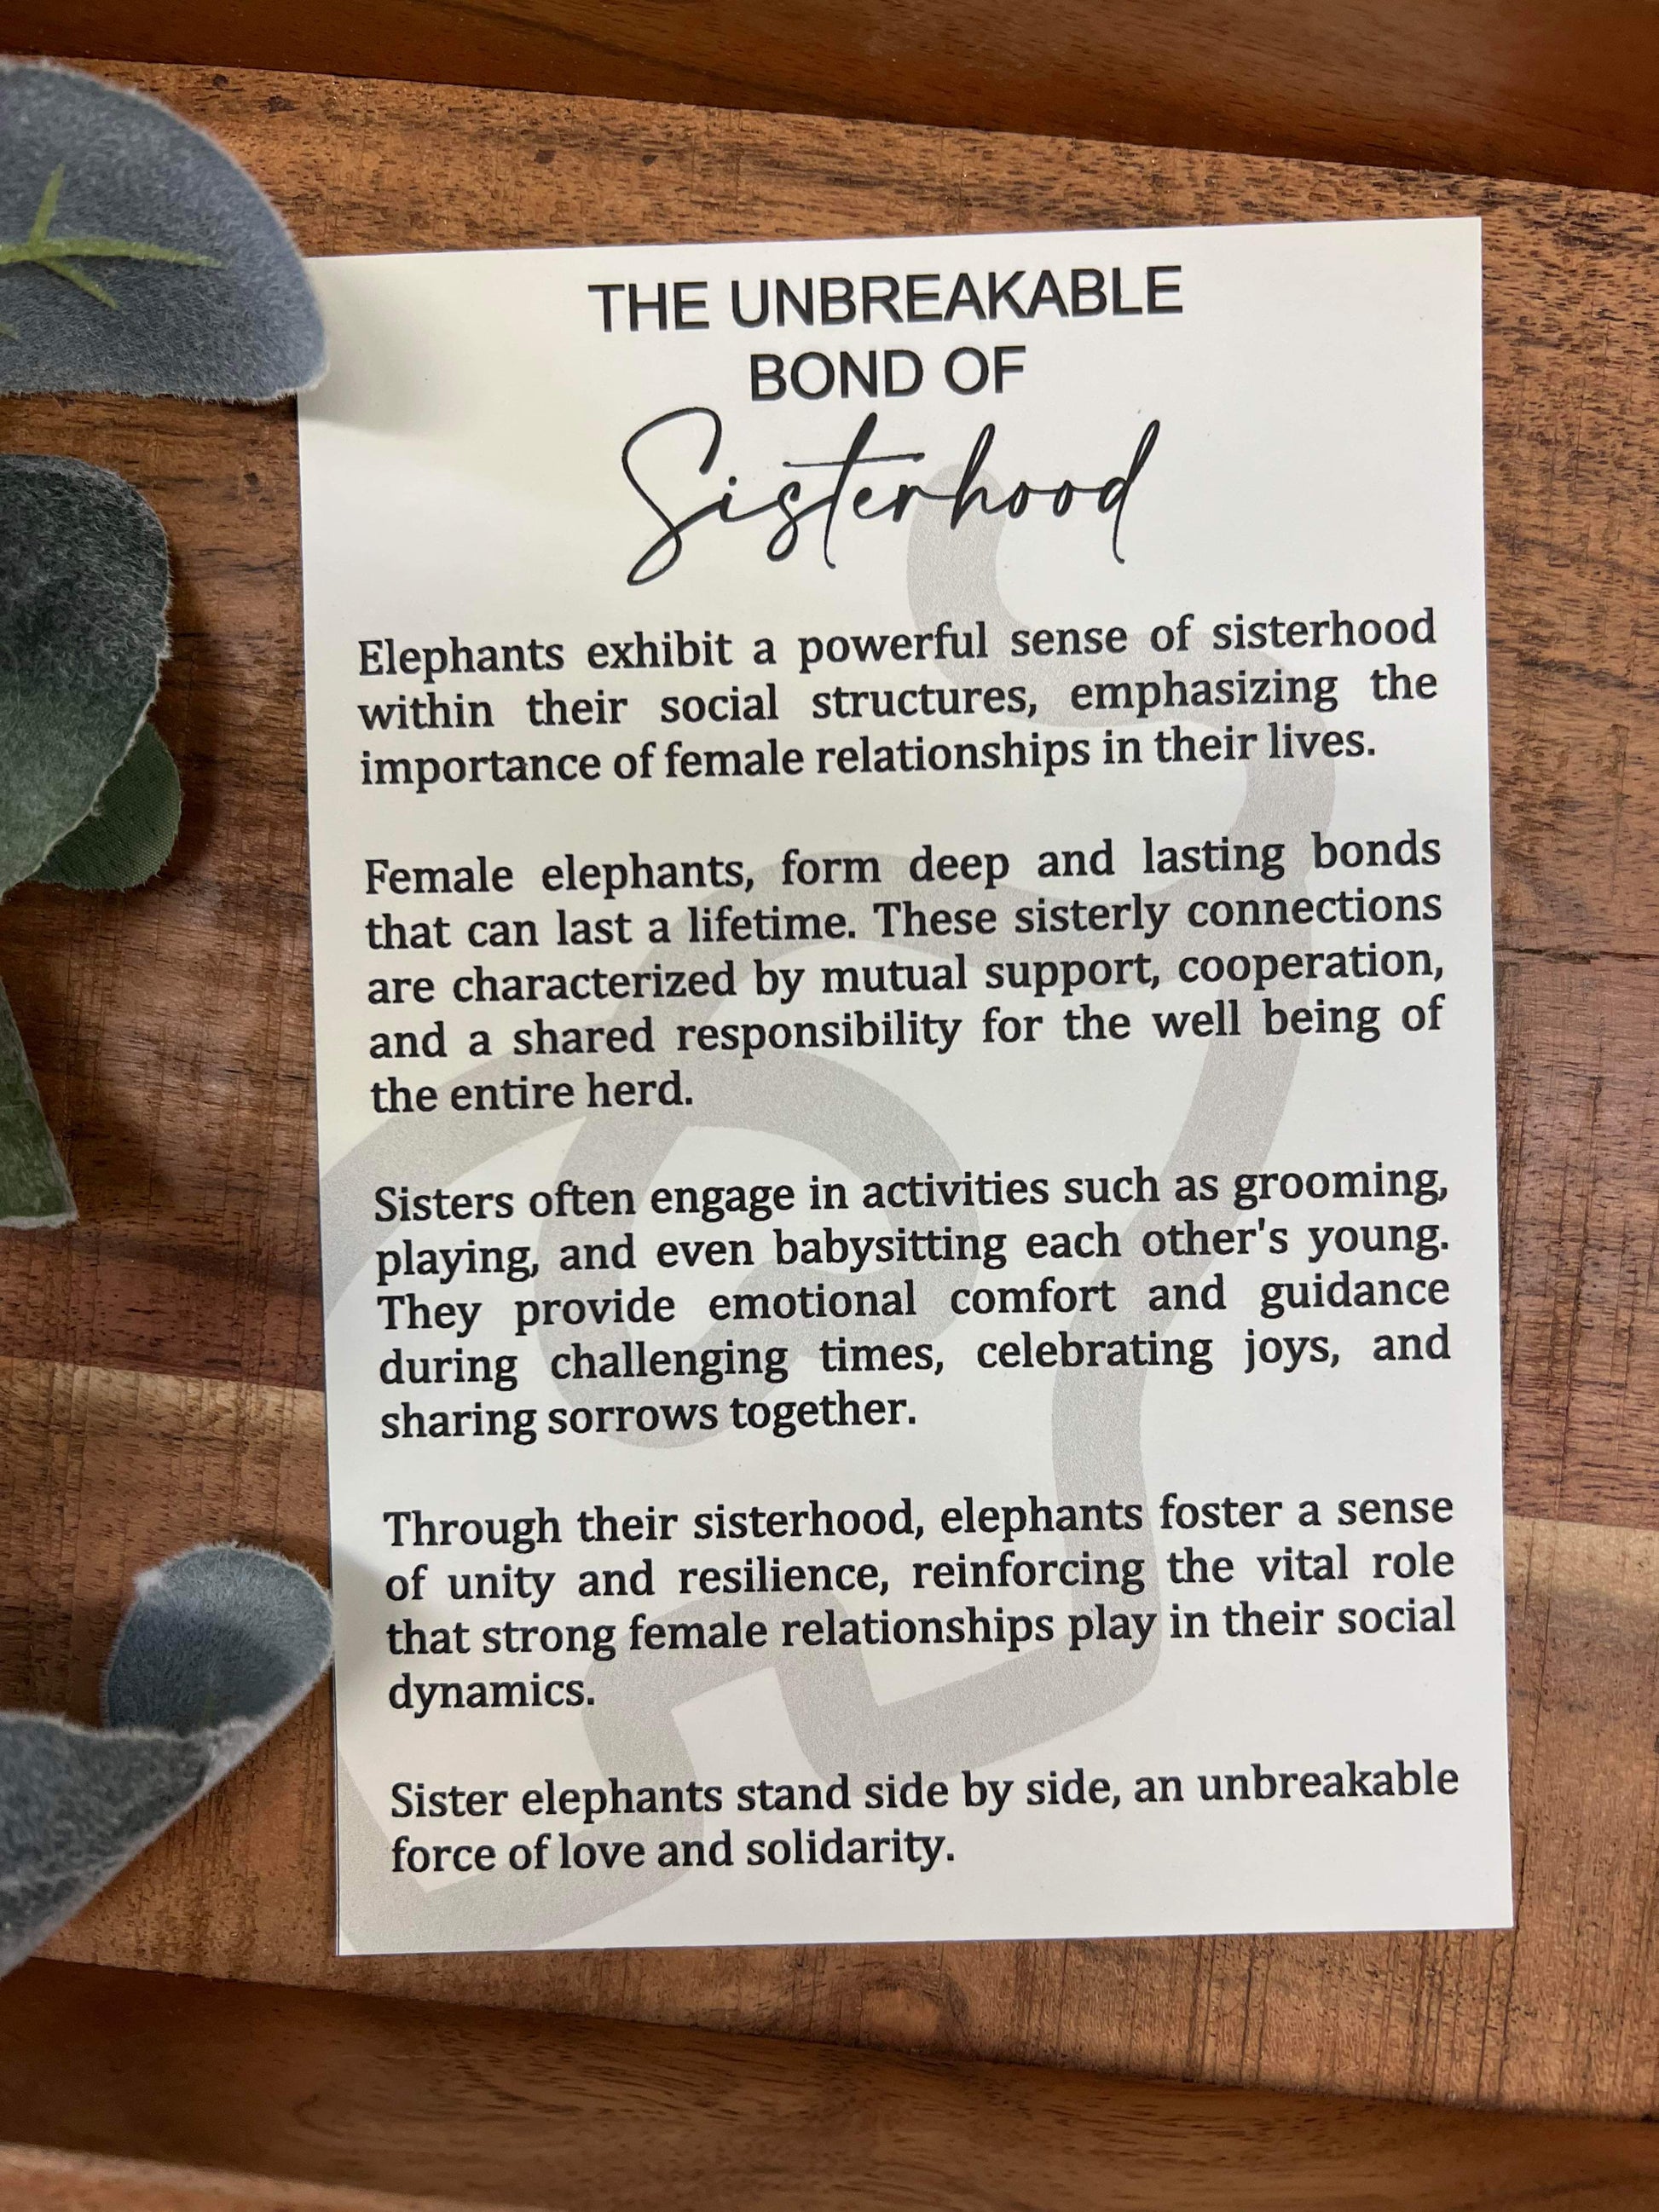 THE UNBREAKABLE
BOND OF
Sisterhood
Elephants exhibit a powerful sense of sisterhood
within their social structures, emphasizing the
importance of female relationships in their lives.
Female elephants, form deep and lasting bonds
that can last a lifetime. These sisterly connections
are characterized by mutual support, cooperation,
and a shared responsibility for the well being of
the entire herd.
Sisters often engage in activities such as grooming,
playing, and even babysitting each other's young.
They provide emotional comfort and guidance
during challenging times, celebrating joys, and
sharing sorrows together.
Through their sisterhood, elephants foster a sense
of unity and resilience, reinforcing the vital role
that strong female relationships play in their social
dynamics.
Sister elephants stand side by side, an unbreakable
force of love and solidarity.